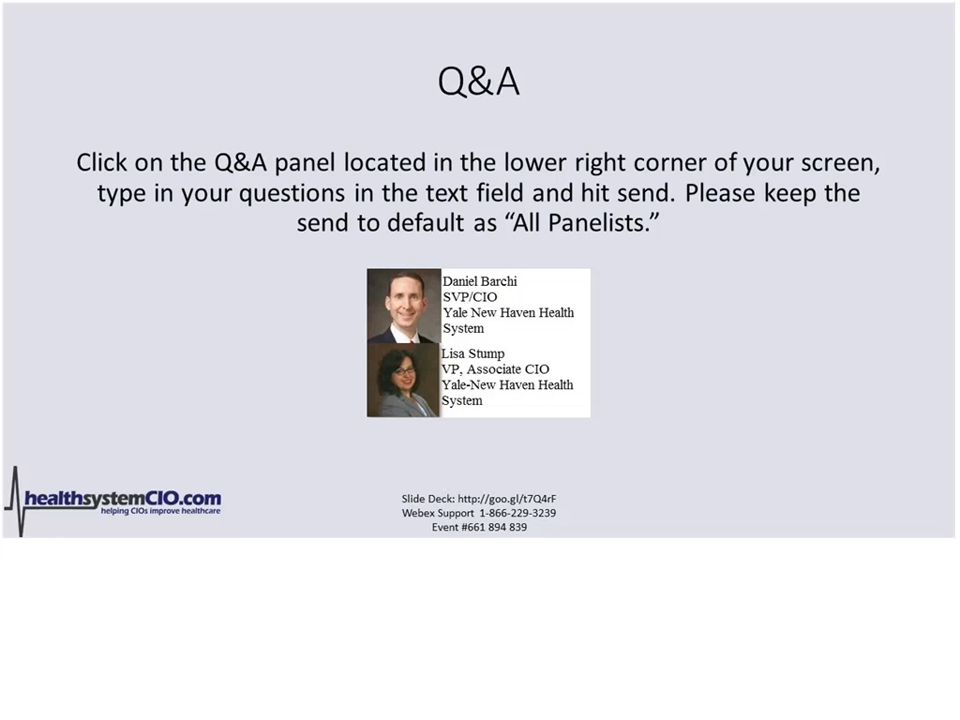 Q&A
Click on the Q&A panel located in the lower right corner of your screen,
type in your questions in the text field and hit send. Please keep the
send to default as “All Panelists.”
Daniel Barchi
SVP/CIO
Yale New Haven Health
System
Lisa Stump
VP, Associate CIO
Yale-New Haven Health
System
healthsystemCIO.com
helping CIOs improve healthcare
Slide Deck: http://goo.gl/t7Q4rF
Webex Support 1-866-229-3239
Event #661 894 839